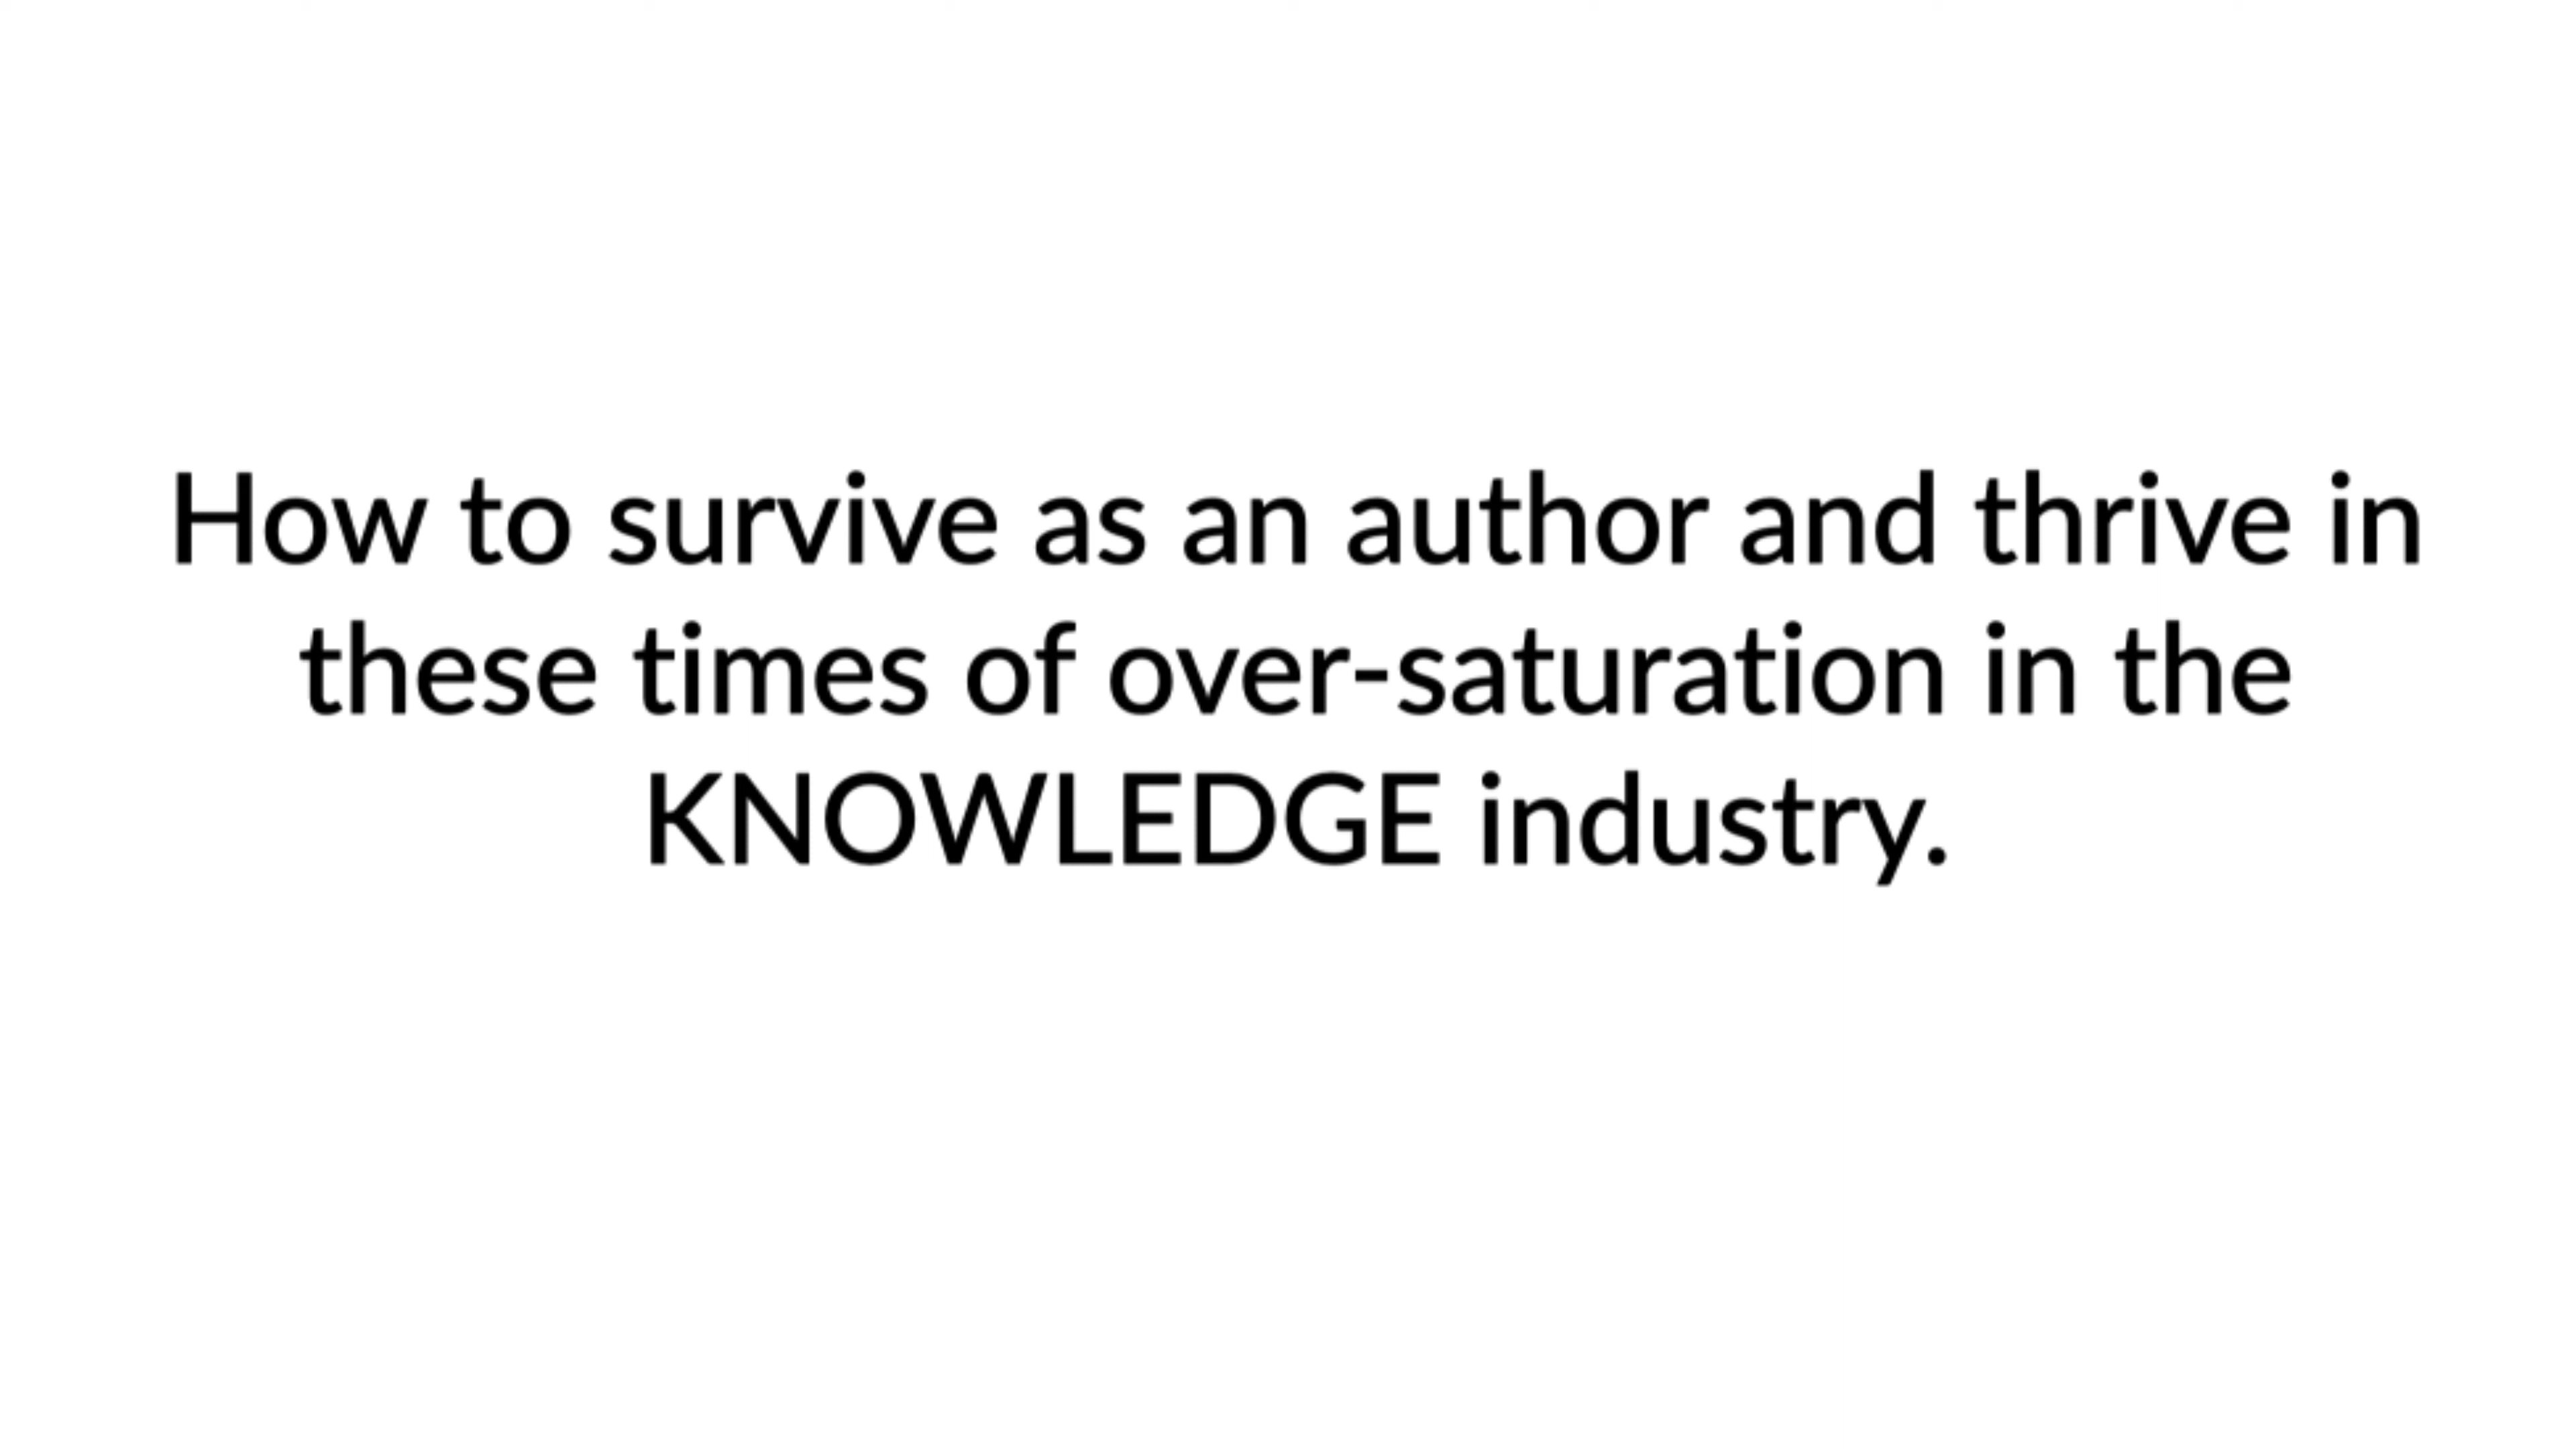 How to survive as an author and thrive in
these times of over-saturation in the
KNOWLEDGE industry.